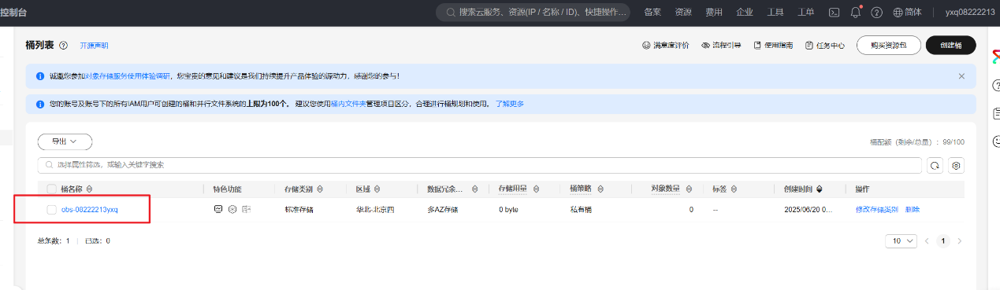 控制台 搜索云服务、资源(IP / 名称 / ID)、快捷操作… 备案 资源 费用 企业 工具 工单 简体 yxq08222213
桶列表 开源声明 满意度评价 流程引导 使用指南 任务中心 购买资源包 创建桶
诚邀您参加对象存储服务使用体验调研，您宝贵的意见和建议是我们持续提升产品体验的源动力，感谢您的参与！
您的账号及账号下的所有IAM用户可创建的桶和并行文件系统的上限为100个。 建议您使用桶内文件夹管理项目区分，合理进行桶规划和使用。 了解更多
导出 桶配额（剩余/总量）：99/100
选择属性筛选，或输入关键字搜索
桶名称 特色功能 存储类别 区域 数据冗余... 存储用量 桶策略 对象数量 标签 创建时间 操作
obs-08222213yxq 标准存储 华北-北京四 多AZ存储 0 byte 私有桶 0 -- 2025/06/20 0... 修改存储类别 删除
总条数：1 已选：0 10 1